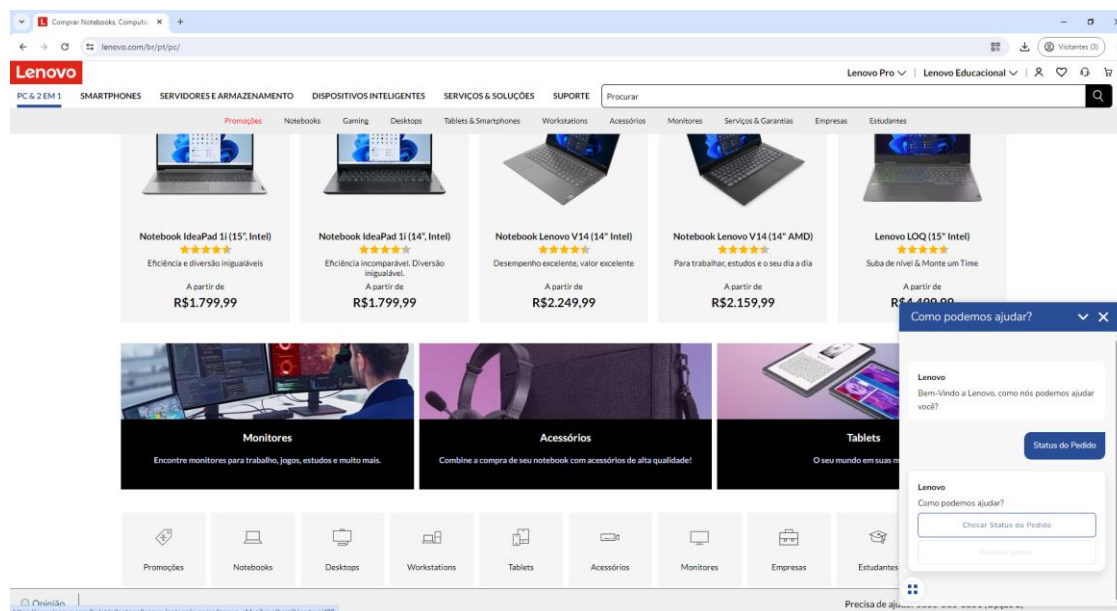 Comprar Notebooks, Computa
lenovo.com/br/pt/pc/
Visitantes (3)
Lenovo
Lenovo Pro
Lenovo Educacional
PC & 2 EM 1
SMARTPHONES
SERVIDORES E ARMAZENAMENTO
DISPOSITIVOS INTELIGENTES
SERVIÇOS & SOLUÇÕES
SUPORTE
Procurar
Promoções
Notebooks
Gaming
Desktops
Tablets & Smartphones
Workstations
Acessórios
Monitores
Serviços & Garantias
Empresas
Estudantes
Notebook IdeaPad 1i (15", Intel)
Eficiência e diversão inigualáveis
A partir de
R$1.799,99
Notebook IdeaPad 1i (14", Intel)
Eficiência incomparável. Diversão
inigualável.
A partir de
R$1.799,99
Notebook Lenovo V14 (14" Intel)
Desempenho excelente, valor excelente
A partir de
R$2.249,99
Notebook Lenovo V14 (14" AMD)
Para trabalhar, estudos e o seu dia a dia
A partir de
R$2.159,99
Lenovo LOQ (15" Intel)
Suba de nível & Monte um Time
A partir de
Monitores
Encontre monitores para trabalho, jogos, estudos e muito mais.
Acessórios
Combine a compra de seu notebook com acessórios de alta qualidade!
Tablets
O seu mundo em suas m
Promoções
Notebooks
Desktops
Workstations
Tablets
Acessórios
Monitores
Empresas
Estudantes
Como podemos ajudar?
Lenovo
Bem-Vindo a Lenovo, como nós podemos ajudar
você?
Status do Pedido
Lenovo
Como podemos ajudar?
Checar Status do Pedido
Opinião
Precisa de